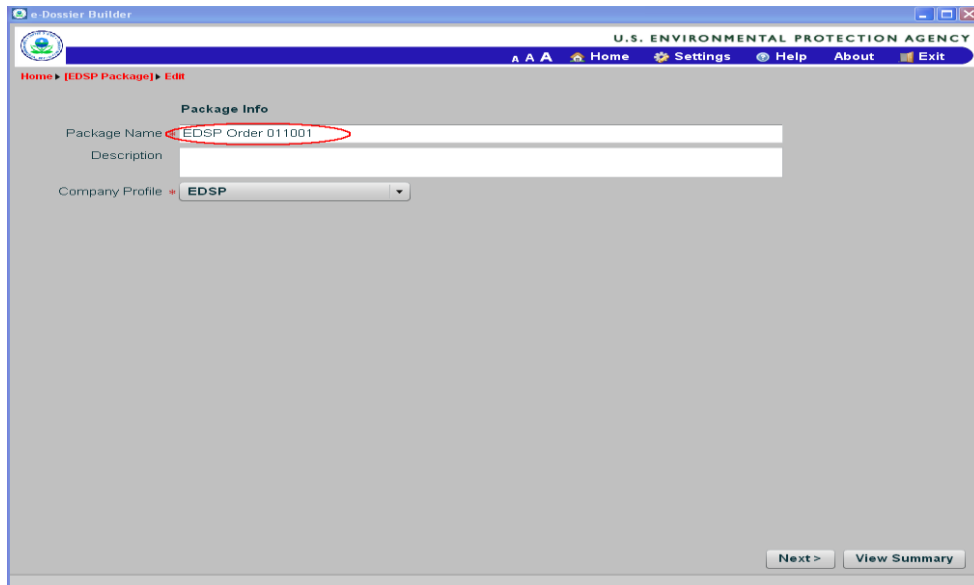 e-Dossier Builder
U.S. ENVIRONMENTAL PROTECTION AGENCY
A A A Home Settings Help About Exit
Home [EDSP Package] Edit
Package Info
Package Name * EDSP Order 011001
Description
Company Profile * EDSP
Next > View Summary